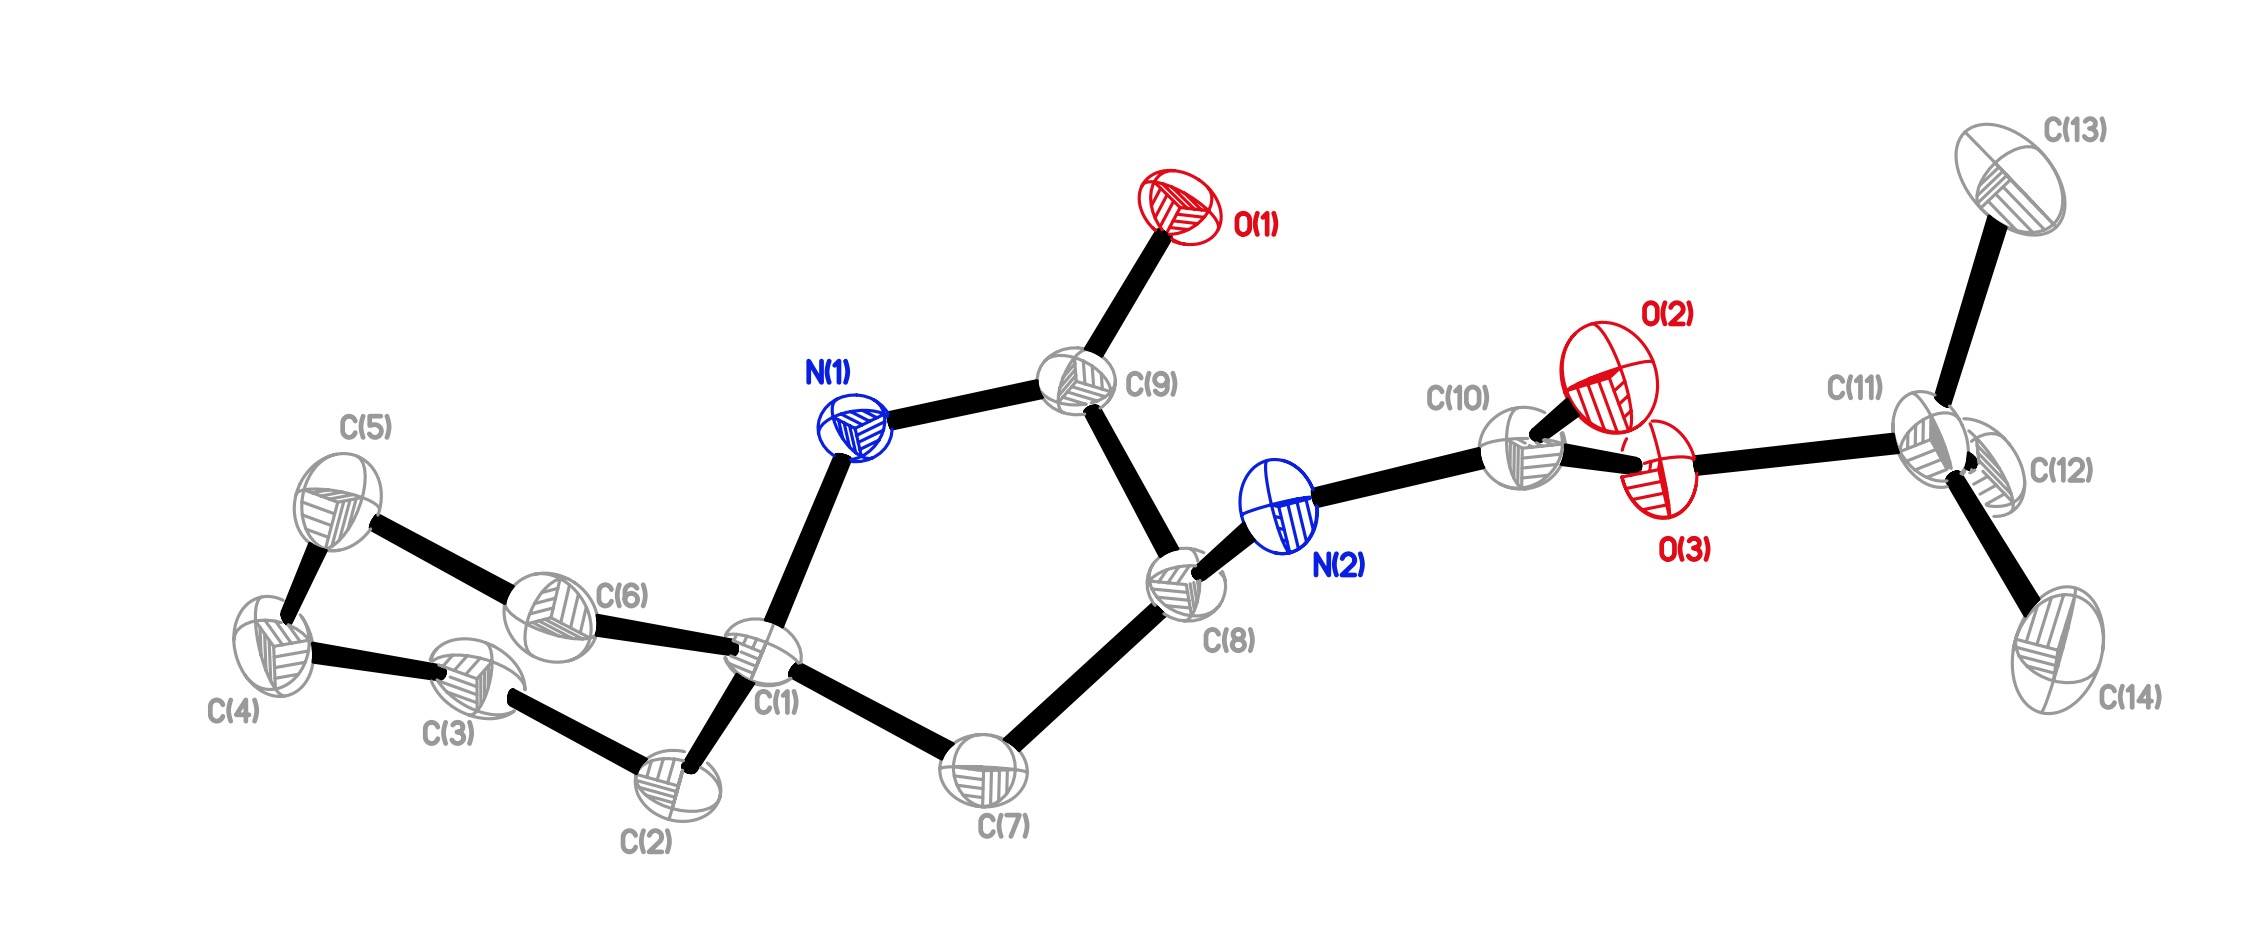 C(13)
O(1)
O(2)
N(1)
C(9)
C(11)
C(10)
C(5)
C(12)
O(3)
N(2)
C(6)
C(8)
C(14)
C(1)
C(4)
C(3)
C(7)
C(2)